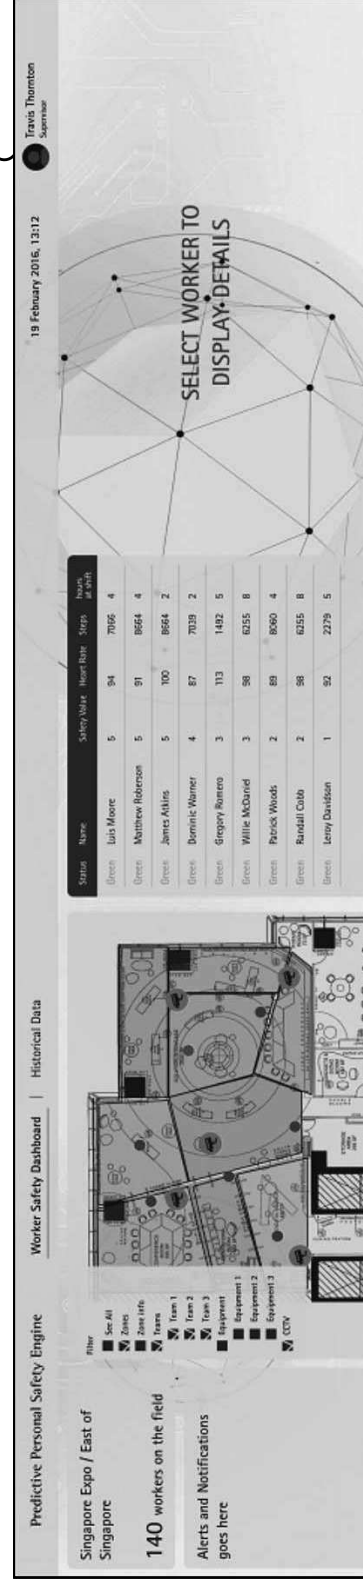 Predictive Personal Safety Engine
Worker Safety Dashboard | Historical Data
19 February 2016, 13:12
Travis Thornton
Supervisor
Singapore Expo / East of
Singapore
140 workers on the field
Alerts and Notifications
goes here
Filter
See All
Zones
Zone info
Teams
Team 1
Team 2
Team 3
Equipment
Equipment 1
Equipment 2
Equipment 3
CCTV
Status Name Safety Value Heart Rate Steps hours
at shift
Green Luis Moore 5 94 7066 4
Green Matthew Roberson 5 91 8664 4
Green James Atkins 5 100 8664 2
Green Dominic Warner 4 87 7039 2
Green Gregory Romero 3 113 1492 5
Green Willie McDaniel 3 98 6255 8
Green Patrick Woods 2 89 8060 4
Green Randall Cobb 2 98 6255 8
Green Leroy Davidson 1 92 2279 5
SELECT WORKER TO
DISPLAY DETAILS